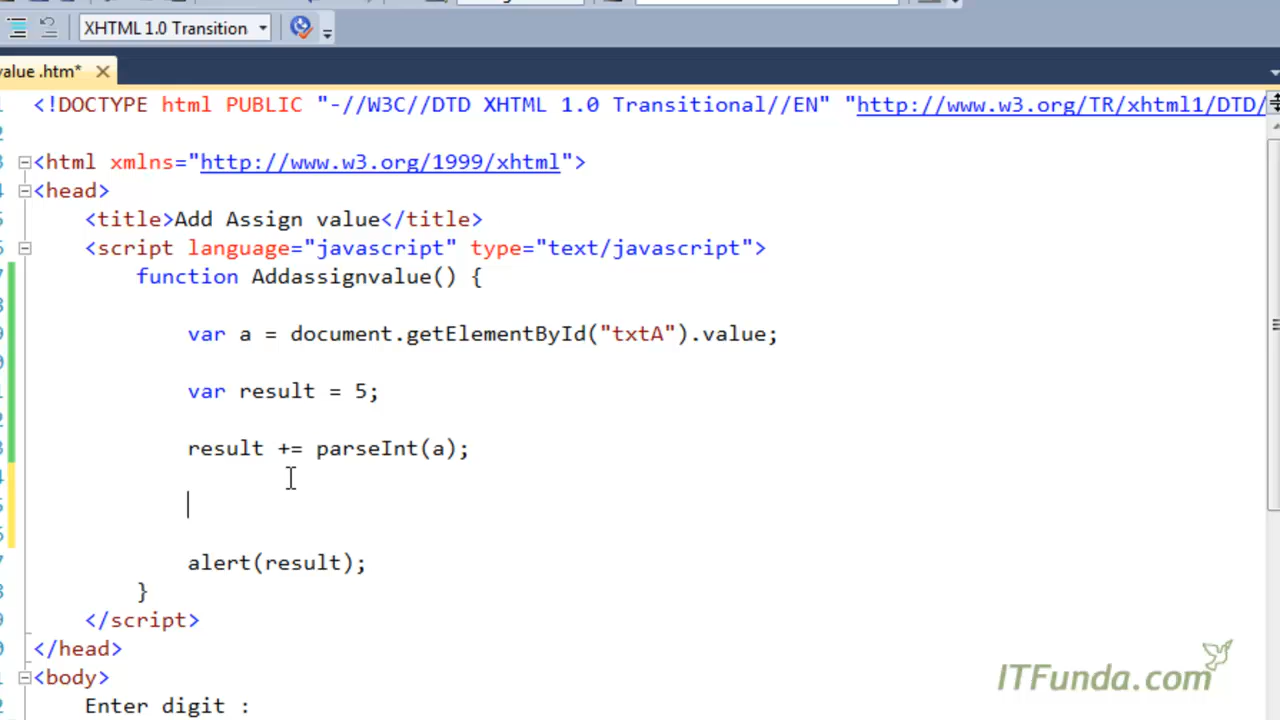 XHTML 1.0 Transition
value .htm*
<!DOCTYPE html PUBLIC "-//W3C//DTD XHTML 1.0 Transitional//EN" "http://www.w3.org/TR/xhtml1/DTD/
<html xmlns="http://www.w3.org/1999/xhtml">
<head>
<title>Add Assign value</title>
<script language="javascript" type="text/javascript">
function Addassignvalue() {
var a = document.getElementById("txtA").value;
var result = 5;
result += parseInt(a);
alert(result);
}
</script>
</head>
<body>
Enter digit :
ITFunda.com